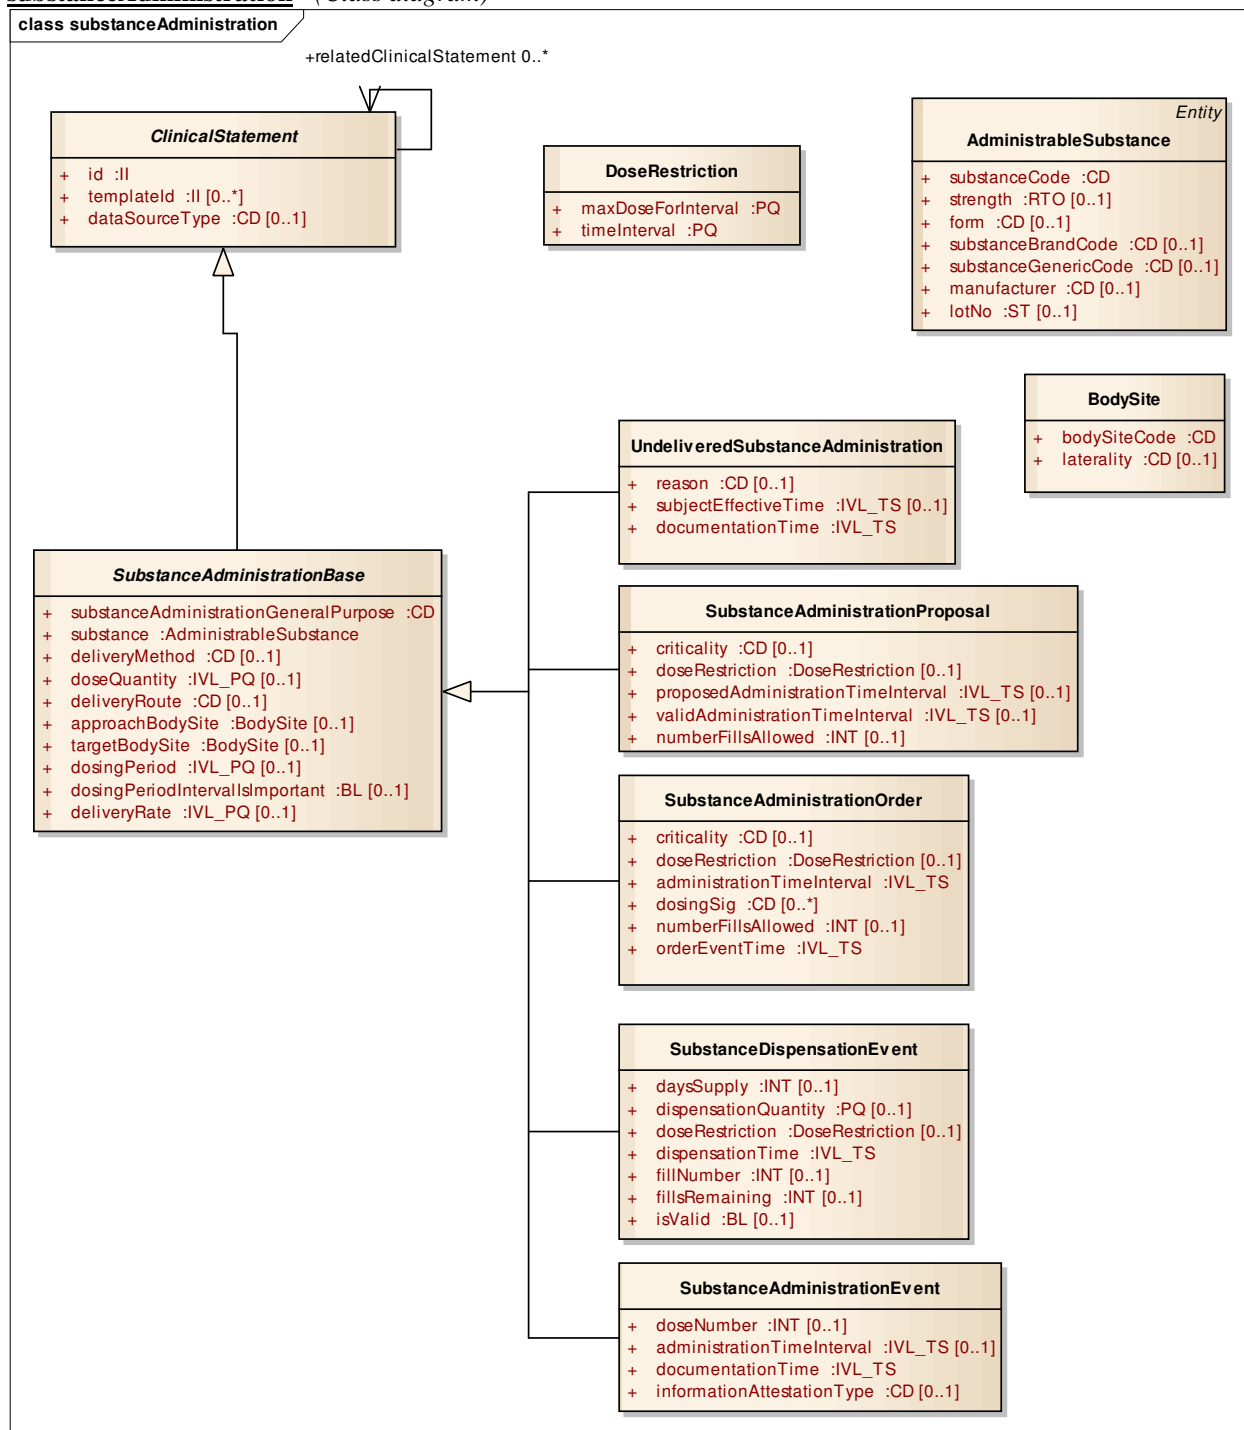 substanceAdministration - (Class diagram)
class substanceAdministration
+relatedClinicalStatement 0..*
ClinicalStatement
+ id :II
+ templateId :II [0..*]
+ dataSourceType :CD [0..1]
DoseRestriction
+ maxDoseForInterval :PQ
+ timeInterval :PQ
Entity
AdministrableSubstance
+ substanceCode :CD
+ strength :RTO [0..1]
+ form :CD [0..1]
+ substanceBrandCode :CD [0..1]
+ substanceGenericCode :CD [0..1]
+ manufacturer :CD [0..1]
+ lotNo :ST [0..1]
BodySite
+ bodySiteCode :CD
+ laterality :CD [0..1]
UndeliveredSubstanceAdministration
+ reason :CD [0..1]
+ subjectEffectiveTime :IVL_TS [0..1]
+ documentationTime :IVL_TS
SubstanceAdministrationBase
+ substanceAdministrationGeneralPurpose :CD
+ substance :AdministrableSubstance
+ deliveryMethod :CD [0..1]
+ doseQuantity :IVL_PQ [0..1]
+ deliveryRoute :CD [0..1]
+ approachBodySite :BodySite [0..1]
+ targetBodySite :BodySite [0..1]
+ dosingPeriod :IVL_PQ [0..1]
+ dosingPeriodIntervalIsImportant :BL [0..1]
+ deliveryRate :IVL_PQ [0..1]
SubstanceAdministrationProposal
+ criticality :CD [0..1]
+ doseRestriction :DoseRestriction [0..1]
+ proposedAdministrationTimeInterval :IVL_TS [0..1]
+ validAdministrationTimeInterval :IVL_TS [0..1]
+ numberFillsAllowed :INT [0..1]
SubstanceAdministrationOrder
+ criticality :CD [0..1]
+ doseRestriction :DoseRestriction [0..1]
+ administrationTimeInterval :IVL_TS
+ dosingSig :CD [0..*]
+ numberFillsAllowed :INT [0..1]
+ orderEventTime :IVL_TS
SubstanceDispensationEvent
+ daysSupply :INT [0..1]
+ dispensationQuantity :PQ [0..1]
+ doseRestriction :DoseRestriction [0..1]
+ dispensationTime :IVL_TS
+ fillNumber :INT [0..1]
+ fillsRemaining :INT [0..1]
+ isValid :BL [0..1]
SubstanceAdministrationEvent
+ doseNumber :INT [0..1]
+ administrationTimeInterval :IVL_TS [0..1]
+ documentationTime :IVL_TS
+ informationAttestationType :CD [0..1]